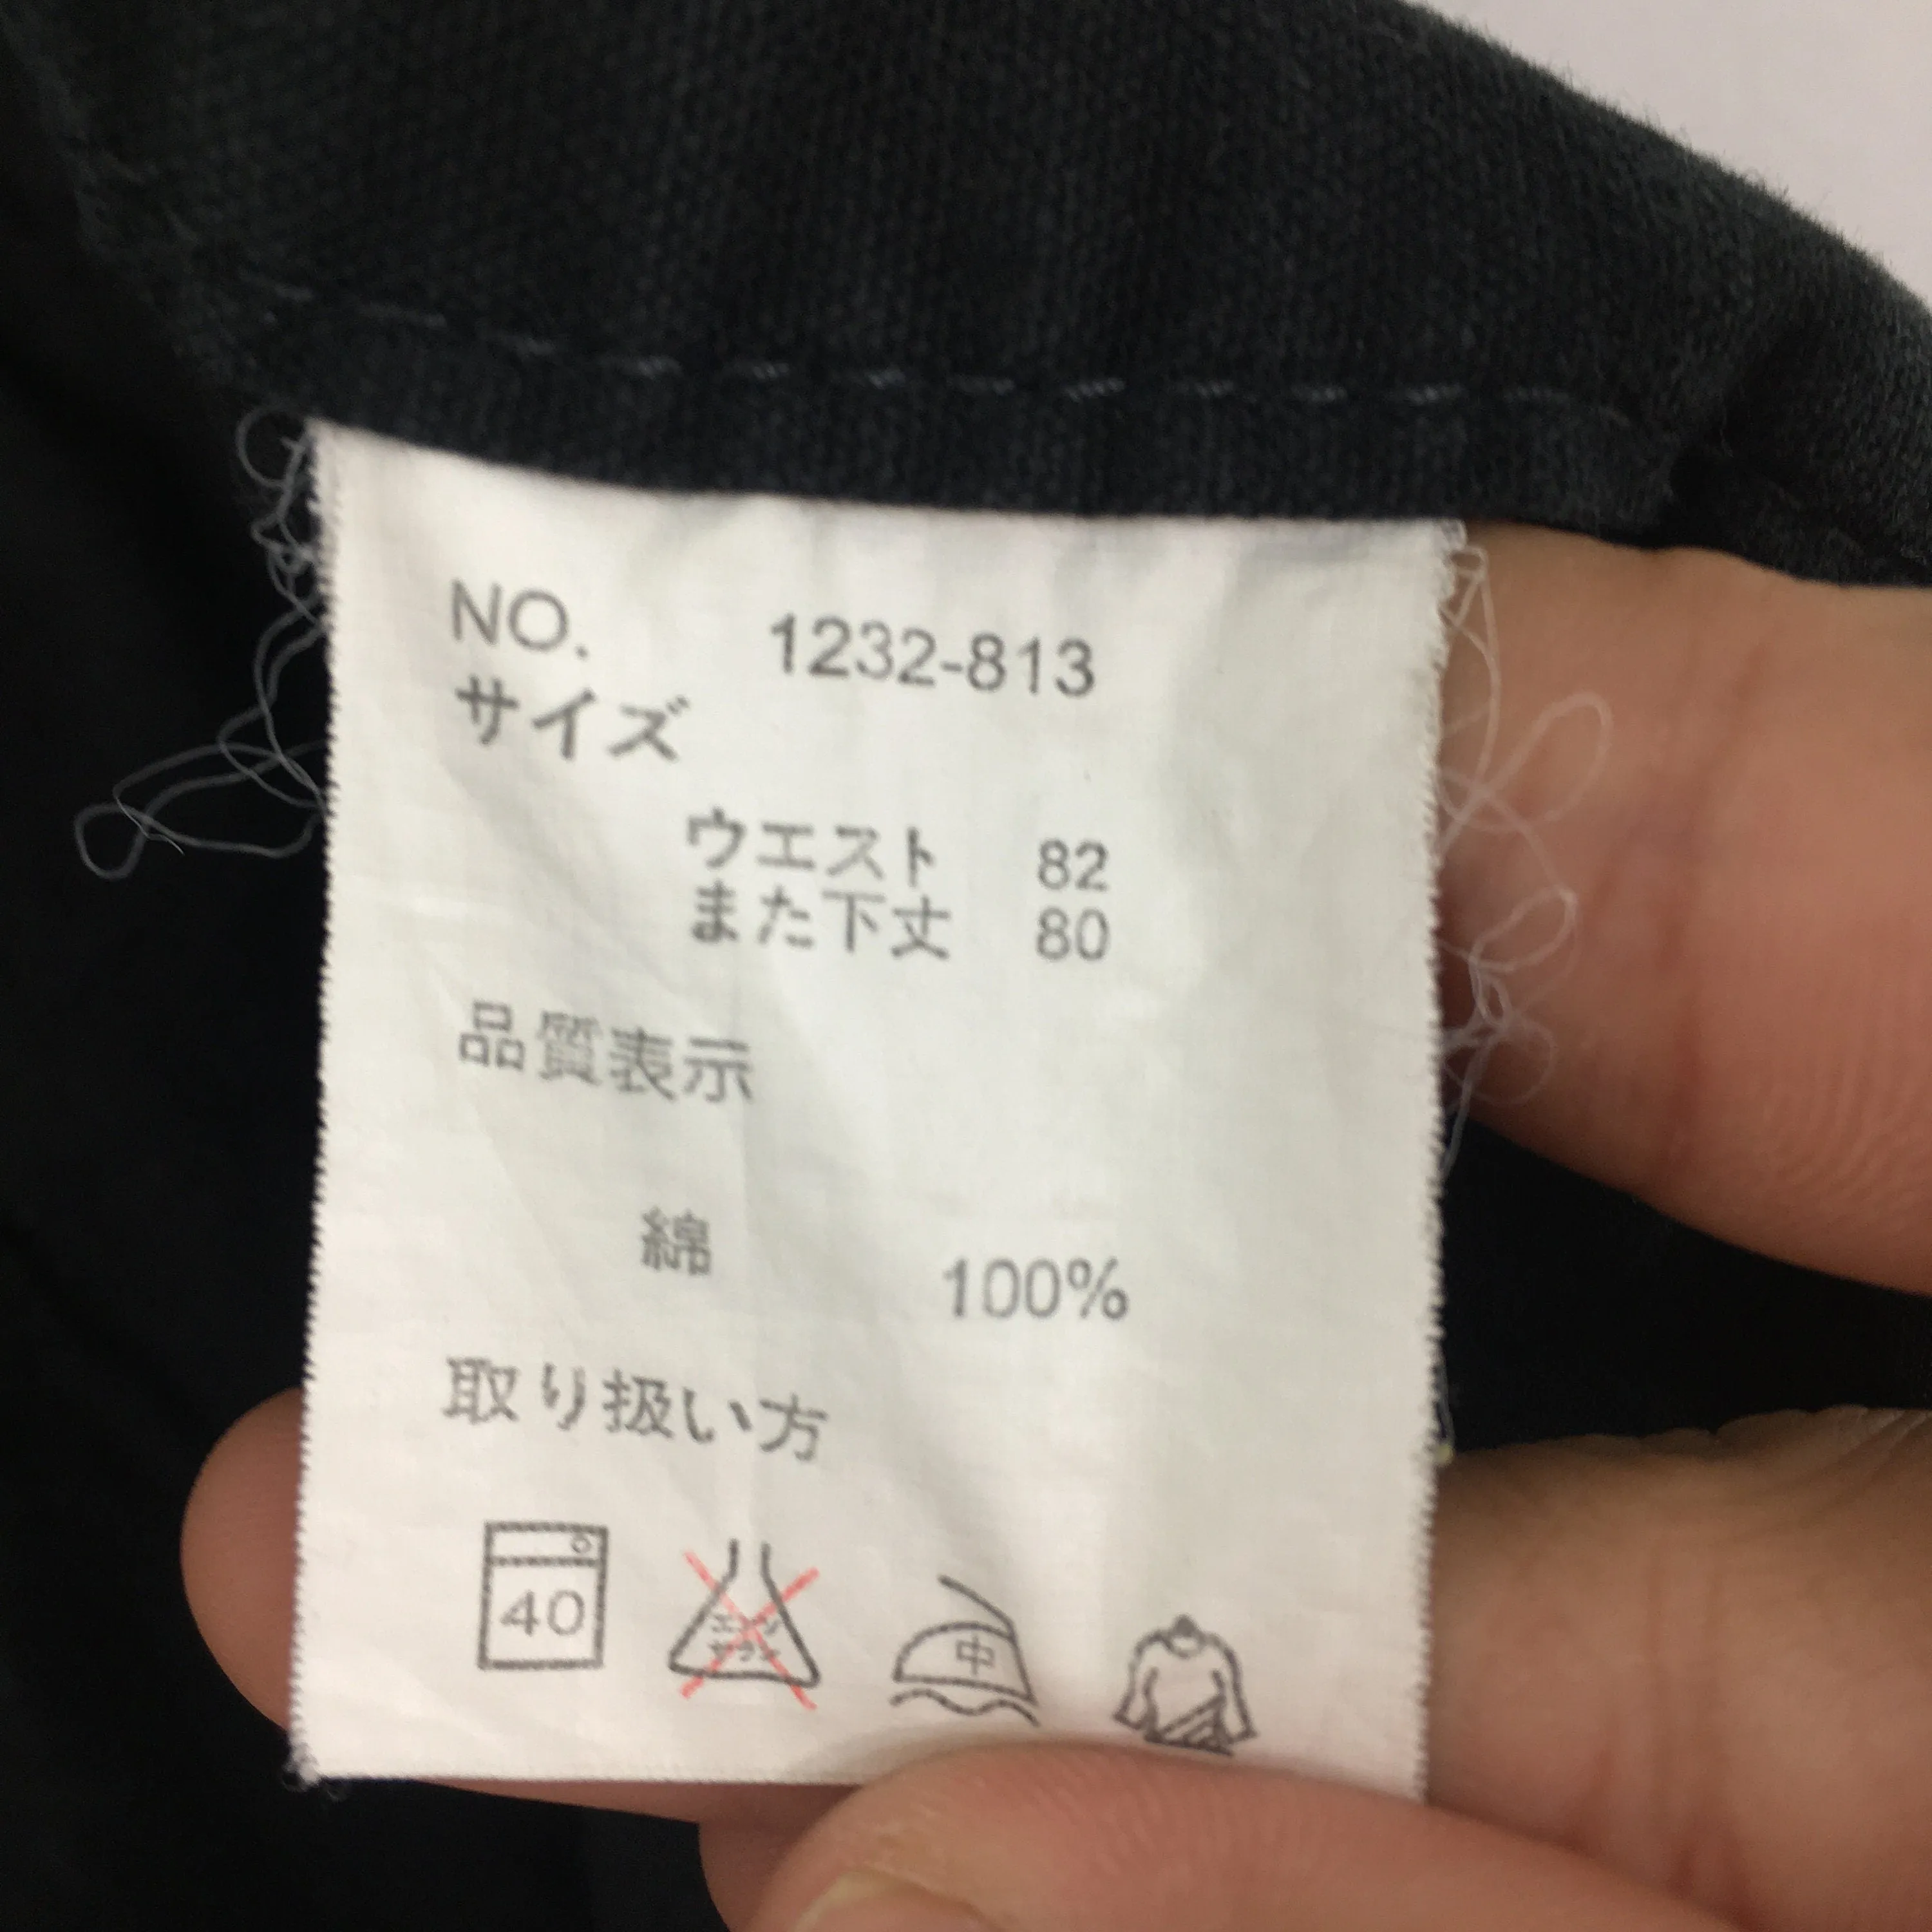 NO. 1232-813
サイズ
ウエスト 82
また下丈 80
品質表示
綿 100%
取り扱い方
40
中